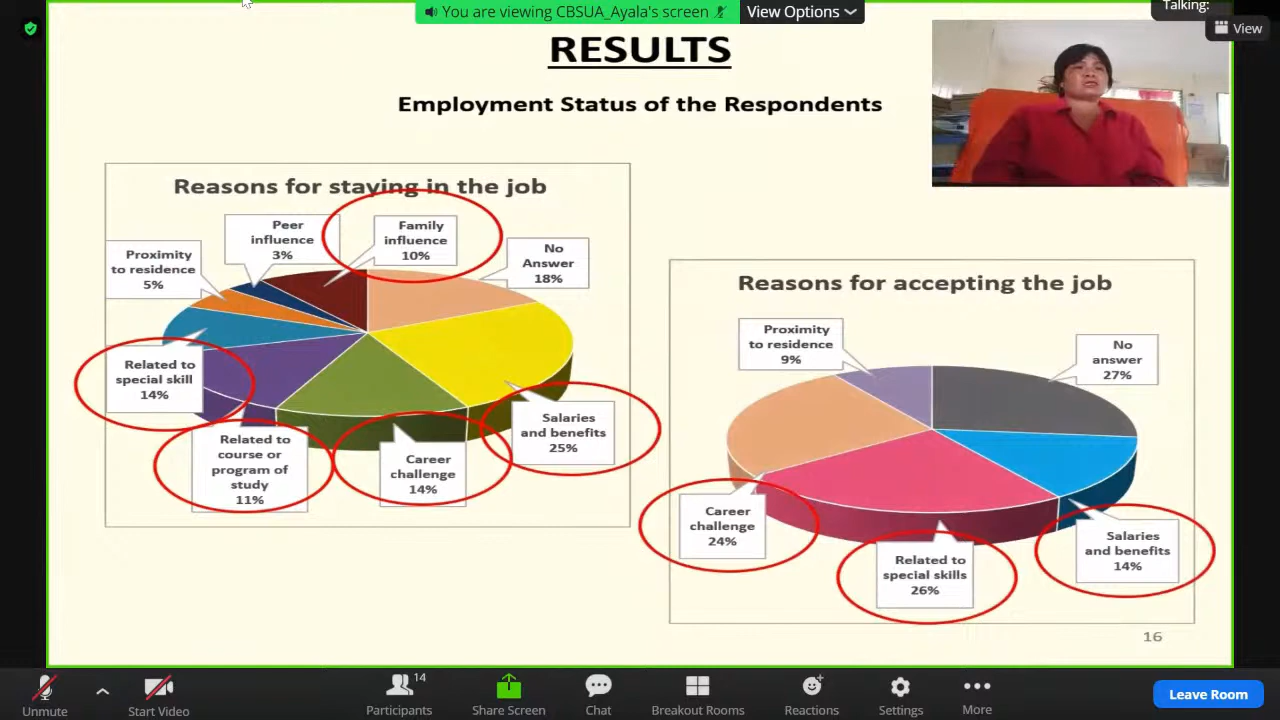 You are viewing CBSUA_Ayala's screen
View Options
Talking:
View
RESULTS
Employment Status of the Respondents
Reasons for staying in the job
Peer
influence
3%
Family
influence
10%
No
Answer
18%
Proximity
to residence
5%
Related to
special skill
14%
Related to
course or
program of
study
11%
Career
challenge
14%
Salaries
and benefits
25%
Reasons for accepting the job
Proximity
to residence
9%
No
answer
27%
Career
challenge
24%
Related to
special skills
26%
Salaries
and benefits
14%
16
Unmute
Start Video
14
Participants
Share Screen
Chat
Breakout Rooms
Reactions
Settings
More
Leave Room